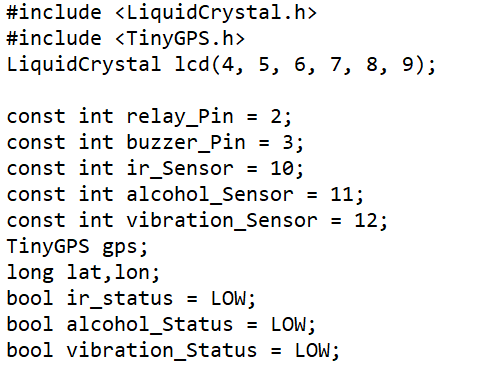 #include <LiquidCrystal.h>
#include <TinyGPS.h>
LiquidCrystal lcd(4, 5, 6, 7, 8, 9);

const int relay_Pin = 2;
const int buzzer_Pin = 3;
const int ir_Sensor = 10;
const int alcohol_Sensor = 11;
const int vibration_Sensor = 12;
TinyGPS gps;
long lat,lon;
bool ir_status = LOW;
bool alcohol_Status = LOW;
bool vibration_Status = LOW;